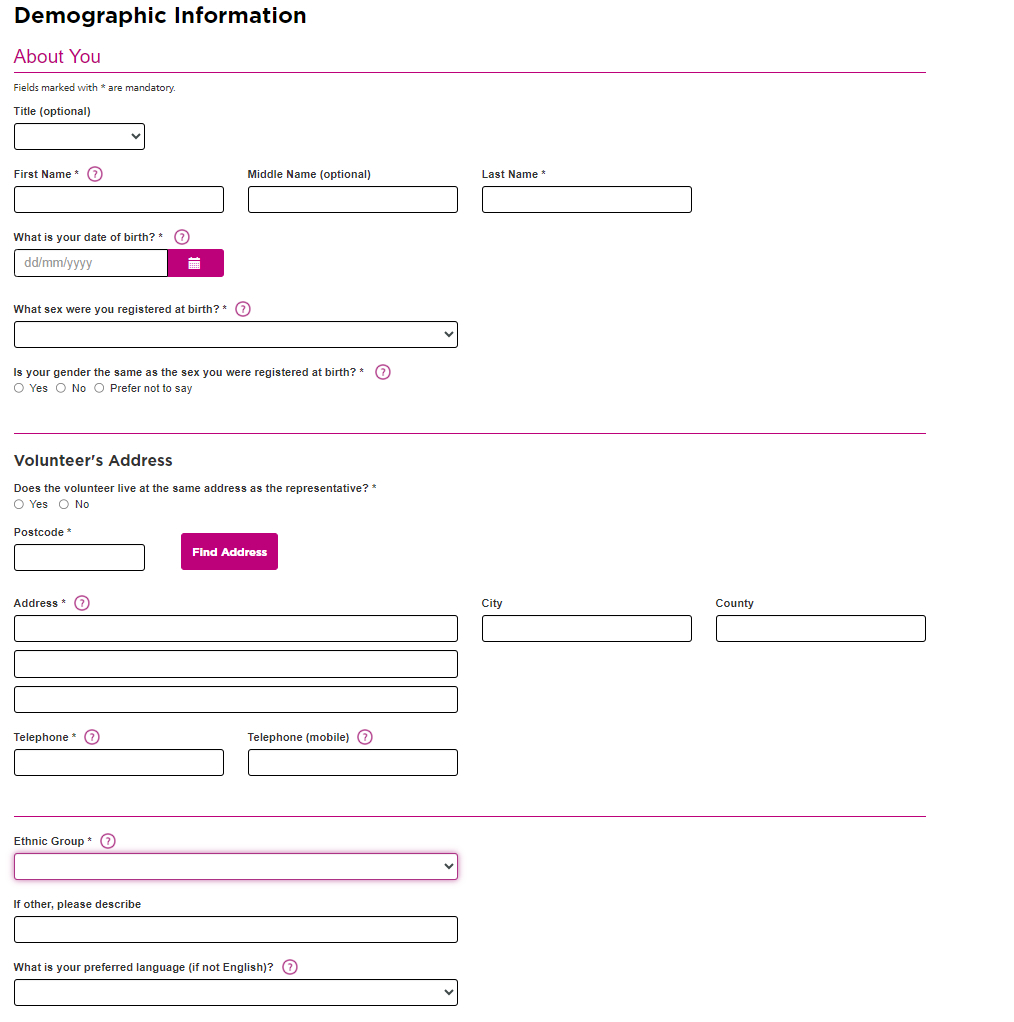 Demographic Information
About You
Fields marked with * are mandatory.
Title (optional)
First Name * ? Middle Name (optional) Last Name *
What is your date of birth? * ?
dd/mm/yyyy
What sex were you registered at birth? * ?
Is your gender the same as the sex you were registered at birth? * ?
Yes No Prefer not to say
Volunteer's Address
Does the volunteer live at the same address as the representative? *
Yes No
Postcode *
Find Address
Address * ? City County
Telephone * ? Telephone (mobile) ?
Ethnic Group * ?
If other, please describe
What is your preferred language (if not English)? ?